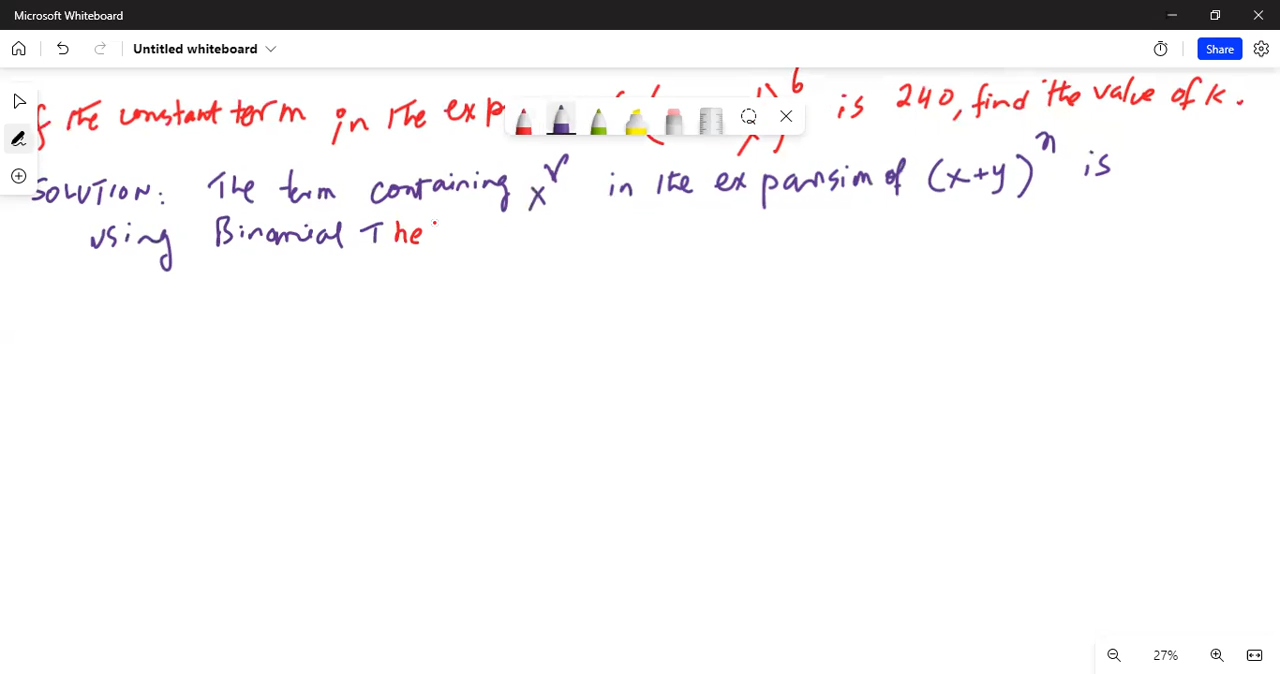 Microsoft Whiteboard
Untitled whiteboard
Share
f the constant term in the exp 6 is 240, find the value of k.
SOLUTION: The term containing x^r in the expansion of (x+y)^n is
using Binomial The
27%